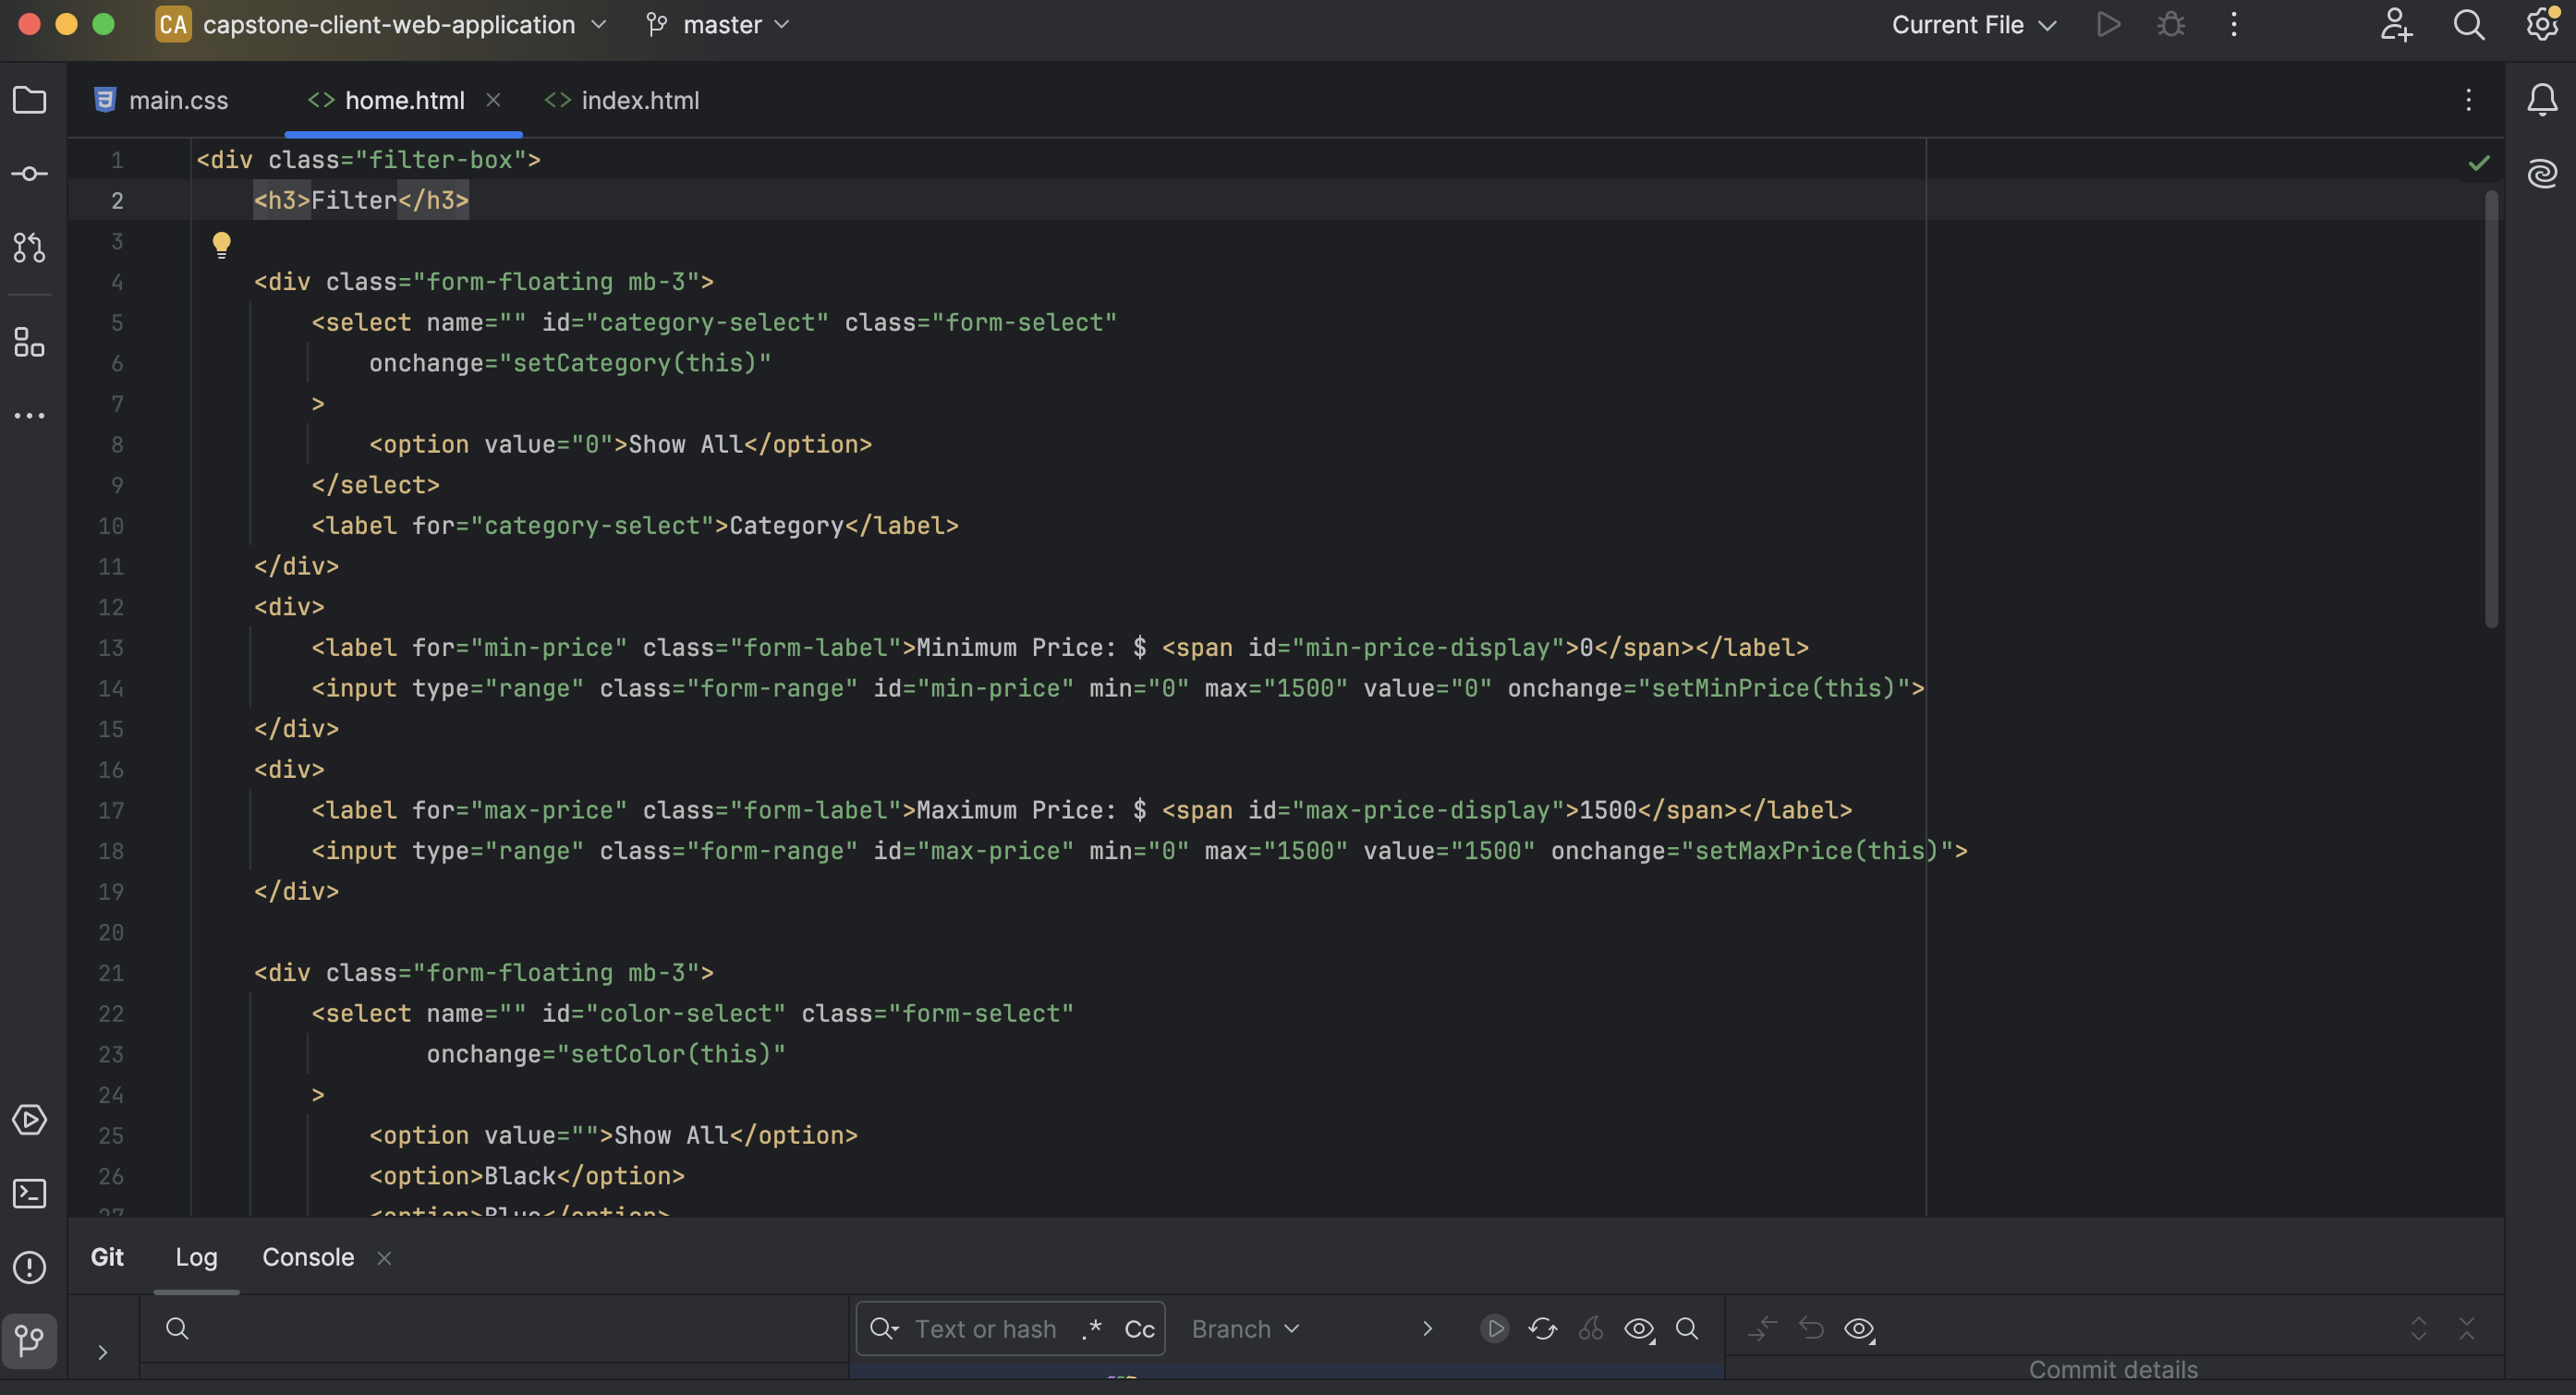 CA capstone-client-web-application master Current File
main.css home.html index.html
1 <div class="filter-box">
2 <h3>Filter</h3>
3
4 <div class="form-floating mb-3">
5 <select name="" id="category-select" class="form-select"
6 onchange="setCategory(this)"
7 >
8 <option value="0">Show All</option>
9 </select>
10 <label for="category-select">Category</label>
11 </div>
12 <div>
13 <label for="min-price" class="form-label">Minimum Price: $ <span id="min-price-display">0</span></label>
14 <input type="range" class="form-range" id="min-price" min="0" max="1500" value="0" onchange="setMinPrice(this)">
15 </div>
16 <div>
17 <label for="max-price" class="form-label">Maximum Price: $ <span id="max-price-display">1500</span></label>
18 <input type="range" class="form-range" id="max-price" min="0" max="1500" value="1500" onchange="setMaxPrice(this)">
19 </div>
20
21 <div class="form-floating mb-3">
22 <select name="" id="color-select" class="form-select"
23 onchange="setColor(this)"
24 >
25 <option value="">Show All</option>
26 <option>Black</option>
27 <option>Blue</option>
Git Log Console
Text or hash .* Cc Branch
Commit details